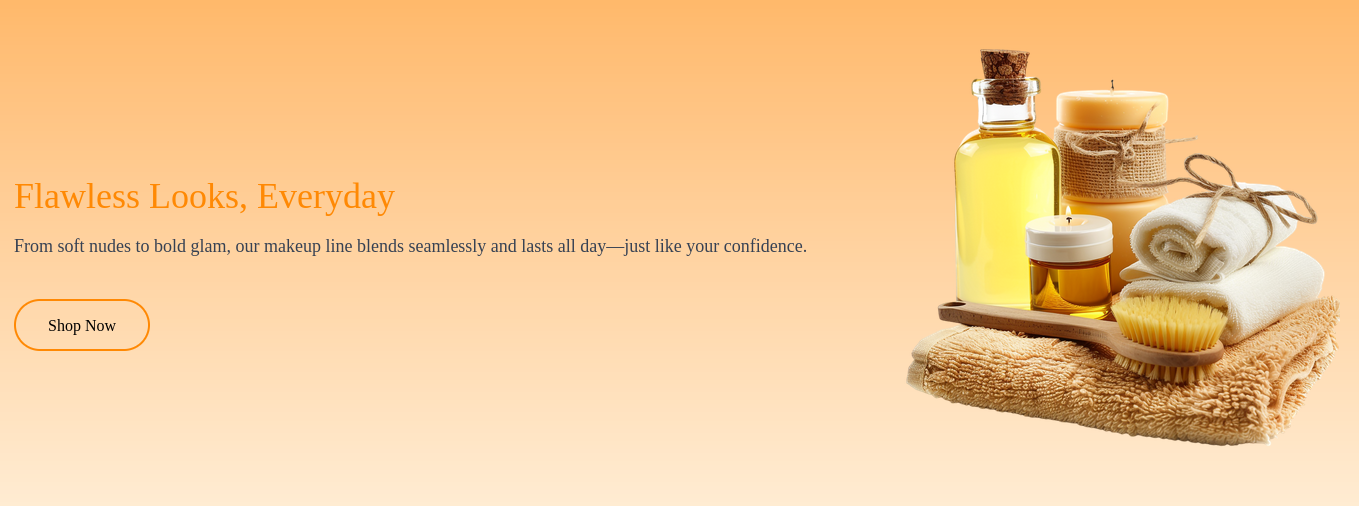 Flawless Looks, Everyday
From soft nudes to bold glam, our makeup line blends seamlessly and lasts all day—just like your confidence.
Shop Now